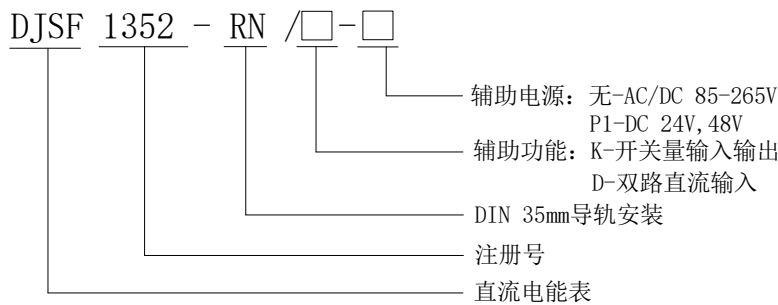 DJSF 1352 - RN /□-□
辅助电源: 无-AC/DC 85-265V
P1-DC 24V,48V
辅助功能: K-开关量输入输出
D-双路直流输入
DIN 35mm导轨安装
注册号
直流电能表